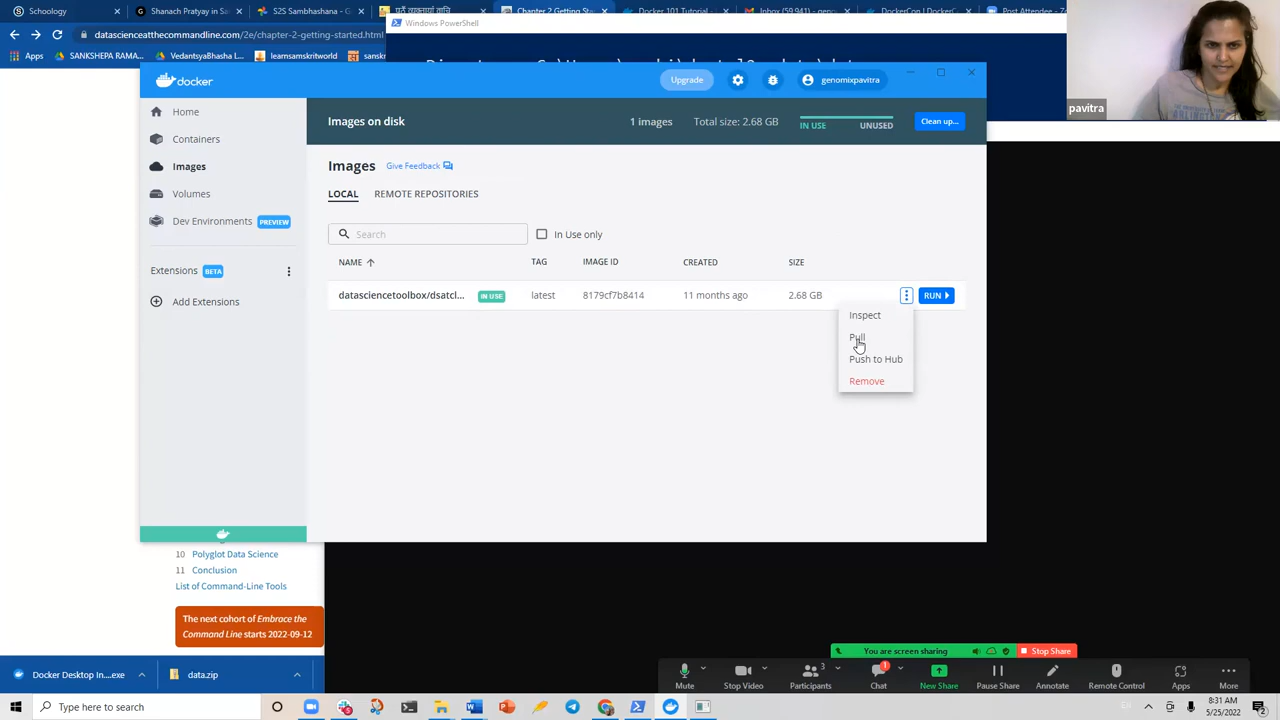 Schoology
Shanach Pratyay in Sa
S2S Sambhashana - G
Chapter 2 Getting St
Docker 101 Tutorial
Inbox (59,941) - genc
DockerCon | DockerC
Post Attendee - Z
datascienceatthecommandline.com/2e/chapter-2-getting-started.html
Windows PowerShell
Apps
SANKSHEPA RAMA...
VedantsyaBhasha L...
learnsamskritworld
docker
Upgrade
genomixpavitra
pavitra
Home
Containers
Images
Volumes
Dev Environments PREVIEW
Extensions BETA
Add Extensions
Images on disk
1 images
Total size: 2.68 GB
IN USE
UNUSED
Clean up...
Images
Give Feedback
LOCAL
REMOTE REPOSITORIES
Search
In Use only
NAME
TAG
IMAGE ID
CREATED
SIZE
datasciencetoolbox/dsatcl...
IN USE
latest
8179cf7b8414
11 months ago
2.68 GB
RUN
Inspect
Pull
Push to Hub
Remove
10 Polyglot Data Science
11 Conclusion
List of Command-Line Tools
The next cohort of Embrace the
Command Line starts 2022-09-12
You are screen sharing
Stop Share
Docker Desktop In....exe
data.zip
Mute
Stop Video
3
Participants
1
Chat
New Share
Pause Share
Annotate
Remote Control
Apps
More
Type here to search
EN
8:31 AM
5/25/2022
2